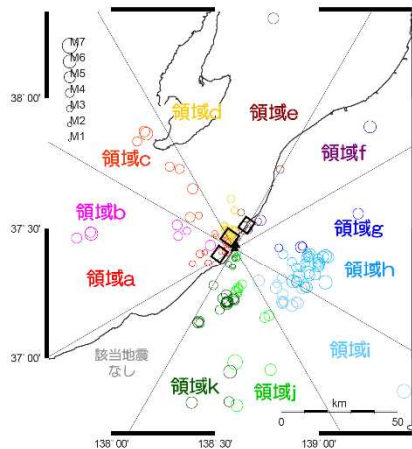 M7
M6
M5
M4
M3
M2
M1
38°00'
37°30'
37°00'
領域d
領域e
領域c
領域f
領域b
領域g
領域a
領域h
領域i
該当地震
なし
領域k
領域j
km
0
50
138°00'
138°30'
139°00'